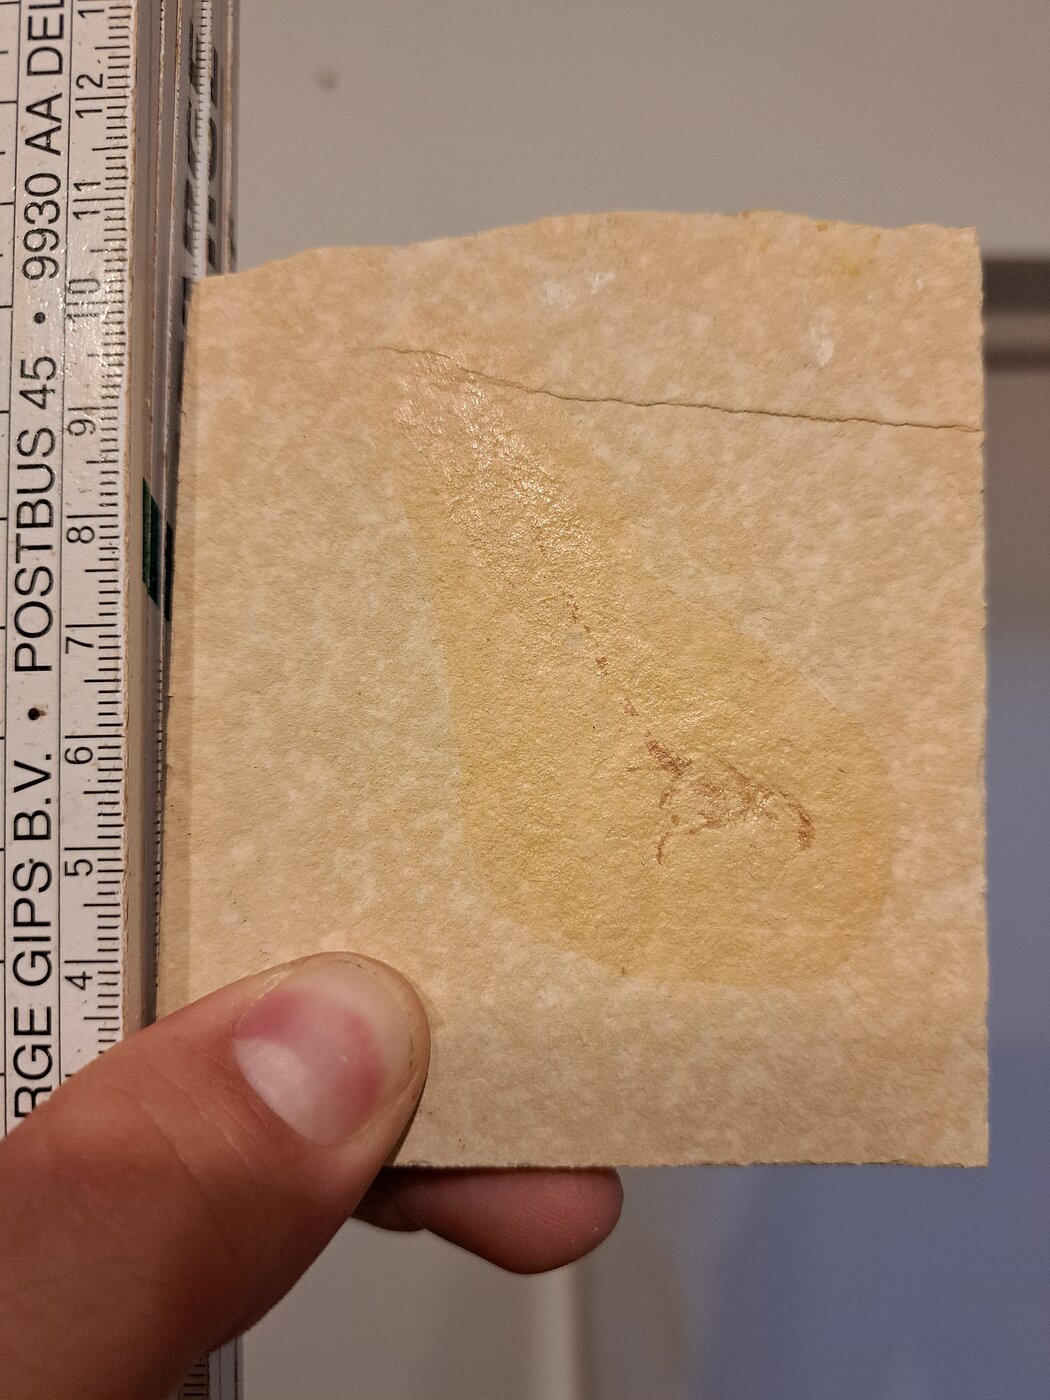 RGE GIPS B.V. • POSTBUS 45 • 9930 AA DEL
4 5 6 7 8 9 10 11 12